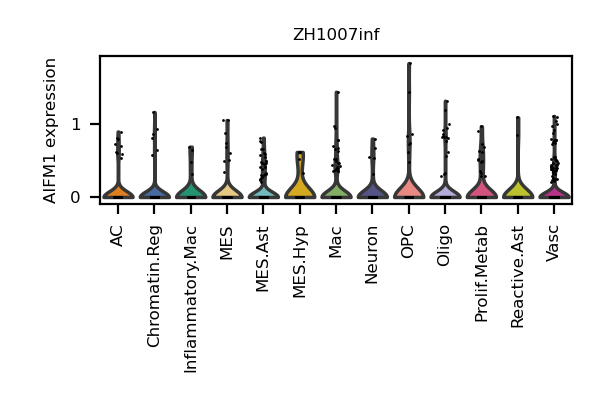 ZH1007inf
AIFM1 expression
1
0
AC
Chromatin.Reg
Inflammatory.Mac
MES
MES.Ast
MES.Hyp
Mac
Neuron
OPC
Oligo
Prolif.Metab
Reactive.Ast
Vasc